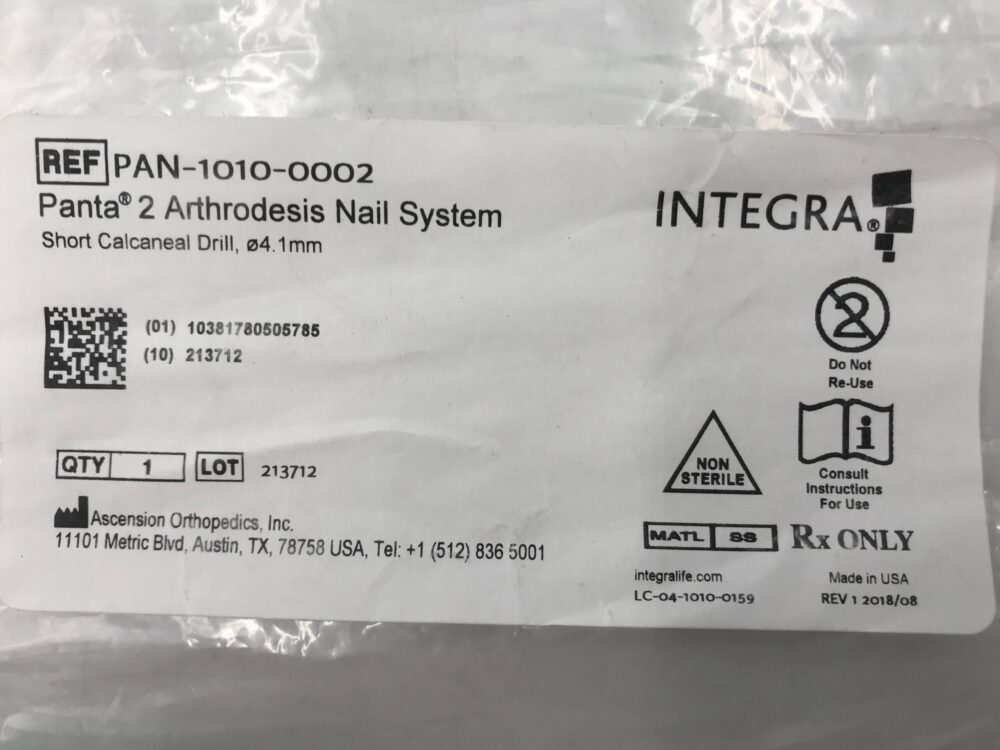 REF PAN-1010-0002
Panta® 2 Arthrodesis Nail System
Short Calcaneal Drill, ø4.1mm
INTEGRA®
(01) 10381780505785
(10) 213712
2
Do Not
Re-Use
QTY 1 LOT 213712
NON
STERILE
i
Consult
Instructions
For Use
Ascension Orthopedics, Inc.
11101 Metric Blvd, Austin, TX, 78758 USA, Tel: +1 (512) 836 5001
MATL SS Rx ONLY
integralife.com
Made in USA
LC-04-1010-0159
REV 1 2018/08